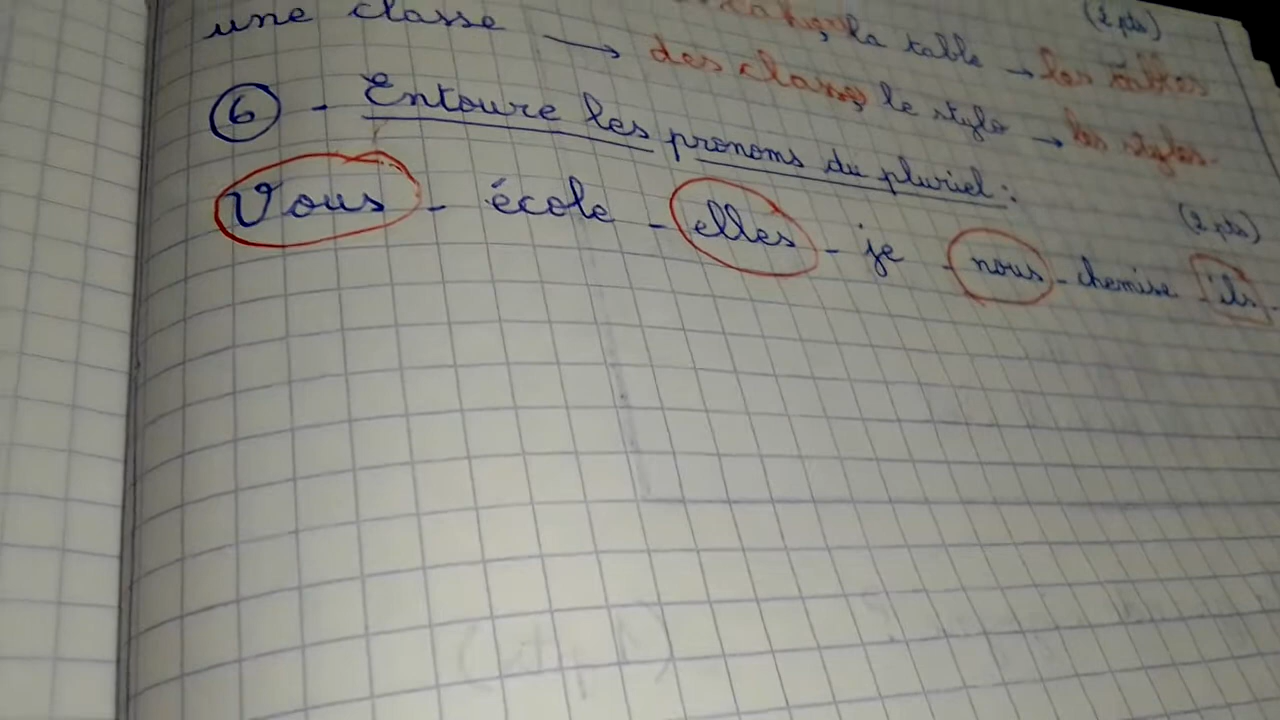 la table → les tables (2 pts)
une classe → des classes, le stylo → les stylos.
6 - Entoure les pronoms du pluriel : (2 pts)
Vous - école - elles - je - nous - chemise - ils.